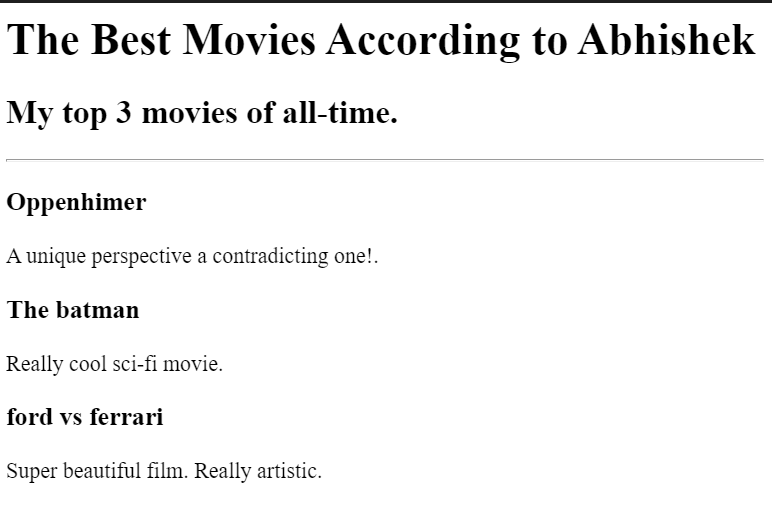 The Best Movies According to Abhishek
My top 3 movies of all-time.
Oppenhimer
A unique perspective a contradicting one!.
The batman
Really cool sci-fi movie.
ford vs ferrari
Super beautiful film. Really artistic.